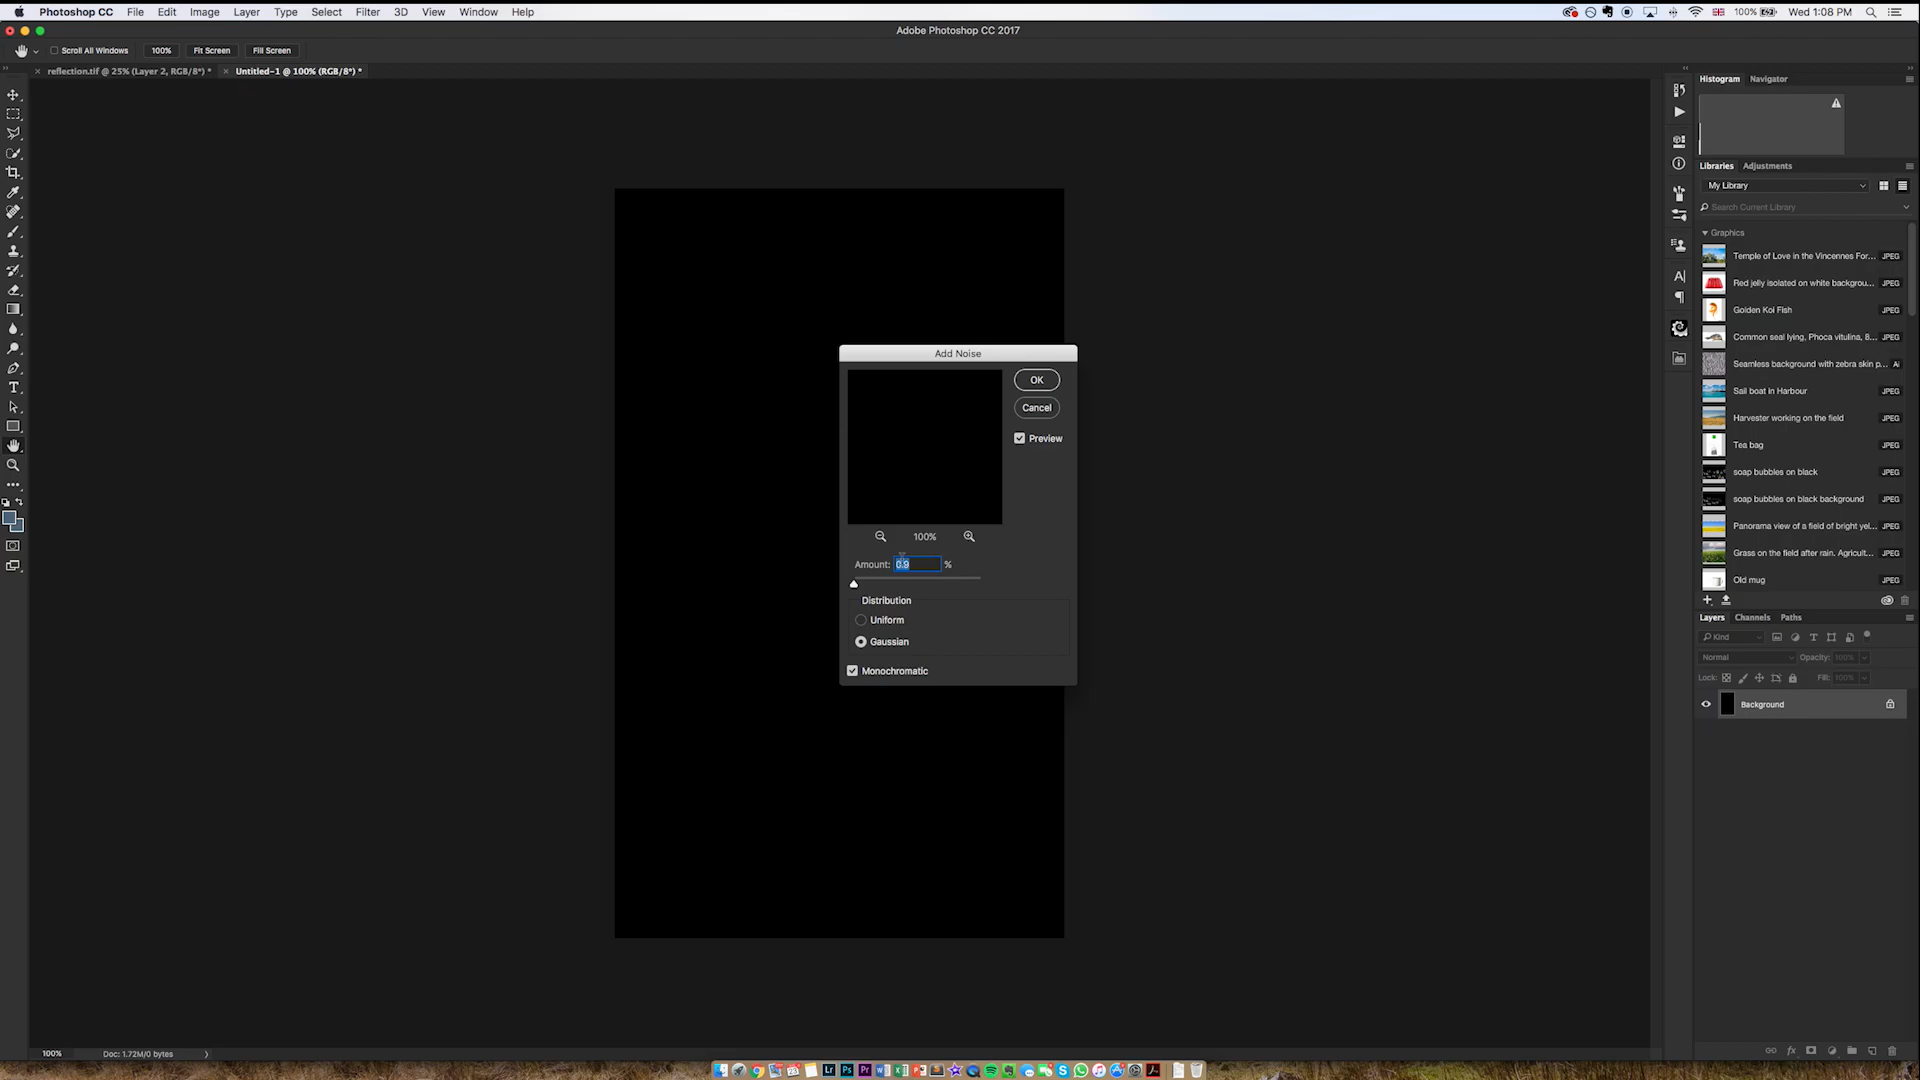 Photoshop CC File Edit Image Layer Type Select Filter 3D View Window Help 100% Wed 1:08 PM
Adobe Photoshop CC 2017
Scroll All Windows 100% Fit Screen Fill Screen
reflection.tif @ 25% (Layer 2, RGB/8*) * Untitled-1 @ 100% (RGB/8*) *
Histogram Navigator
Libraries Adjustments
My Library
Search Current Library
Graphics
Temple of Love in the Vincennes For... JPEG
Red jelly isolated on white backgrou... JPEG
Golden Koi Fish JPEG
Common seal lying, Phoca vitulina, 8... JPEG
Seamless background with zebra skin p... Ai
Sail boat in Harbour JPEG
Harvester working on the field JPEG
Tea bag JPEG
soap bubbles on black JPEG
soap bubbles on black background JPEG
Panorama view of a field of bright yel... JPEG
Grass on the field after rain. Agricult... JPEG
Old mug JPEG
Layers Channels Paths
Kind
Normal Opacity: 100%
Lock: Fill: 100%
Background
Add Noise
OK
Cancel
Preview
100%
Amount: 0.9 %
Distribution
Uniform
Gaussian
Monochromatic
100% Doc: 1.72M/0 bytes